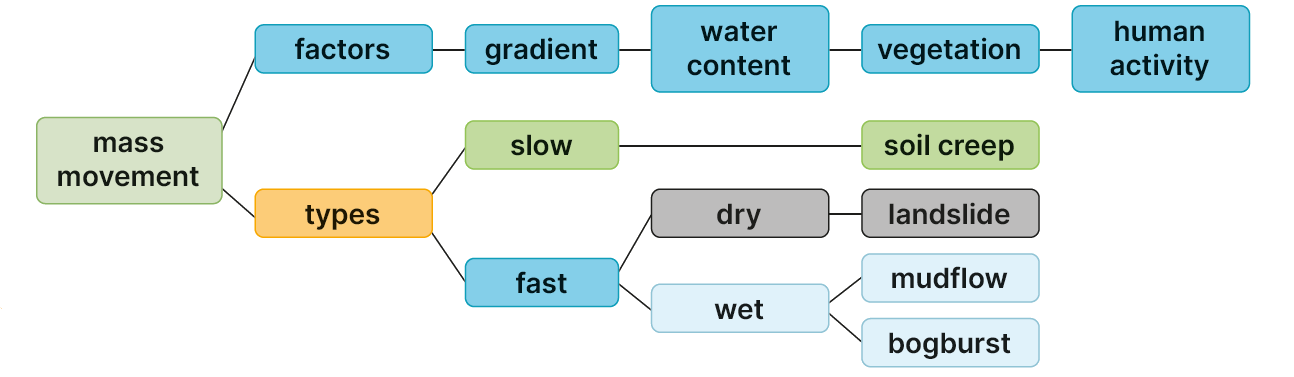 factors
gradient
water
content
vegetation
human
activity
mass
movement
types
slow
soil creep
fast
dry
landslide
wet
mudflow
bogburst